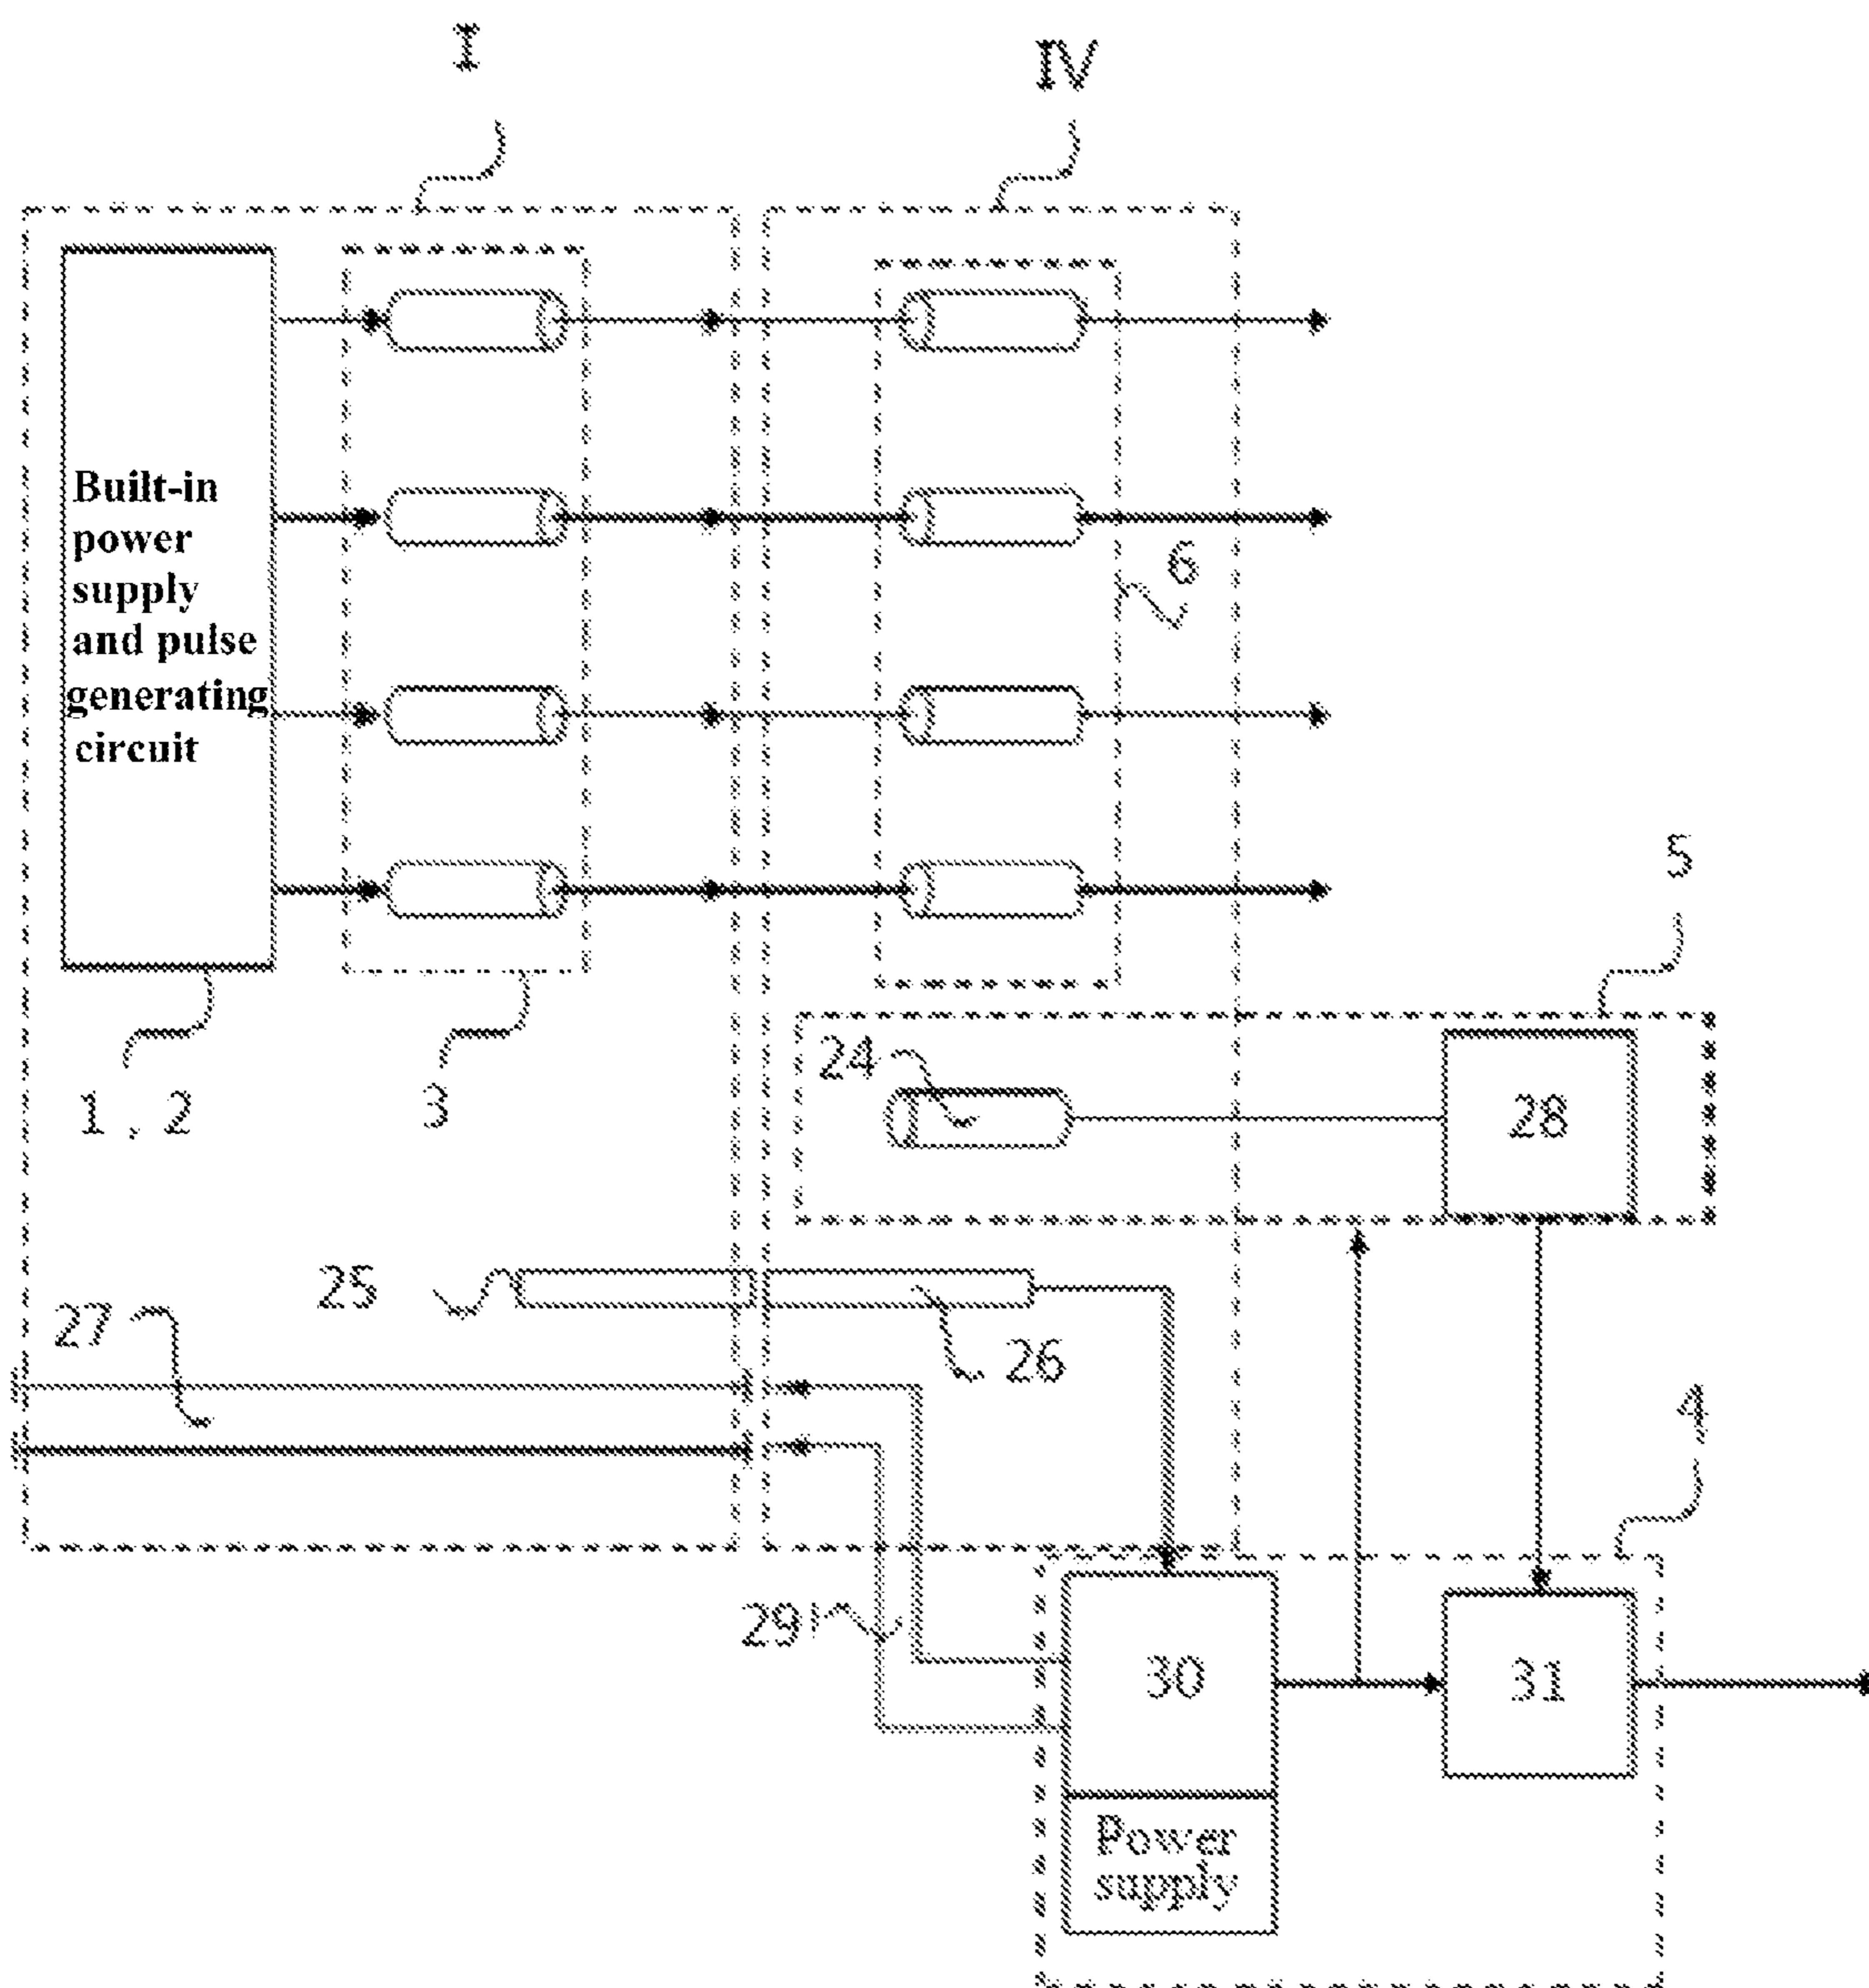 I
IV
Built-in
power
supply
and pulse
generating
circuit
6
5
24
28
1 , 2
3
25
27
26
4
29
30
31
Power
supply